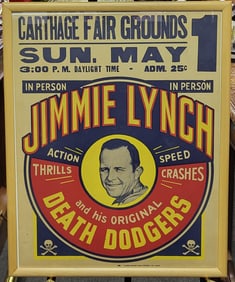 CARTHAGE FAIR GROUNDS
SUN. MAY 1
3:00 P. M. DAYLIGHT TIME - ADM. 25¢
IN PERSON IN PERSON
JIMMIE LYNCH
ACTION SPEED
THRILLS CRASHES
and his ORIGINAL
DEATH DODGERS